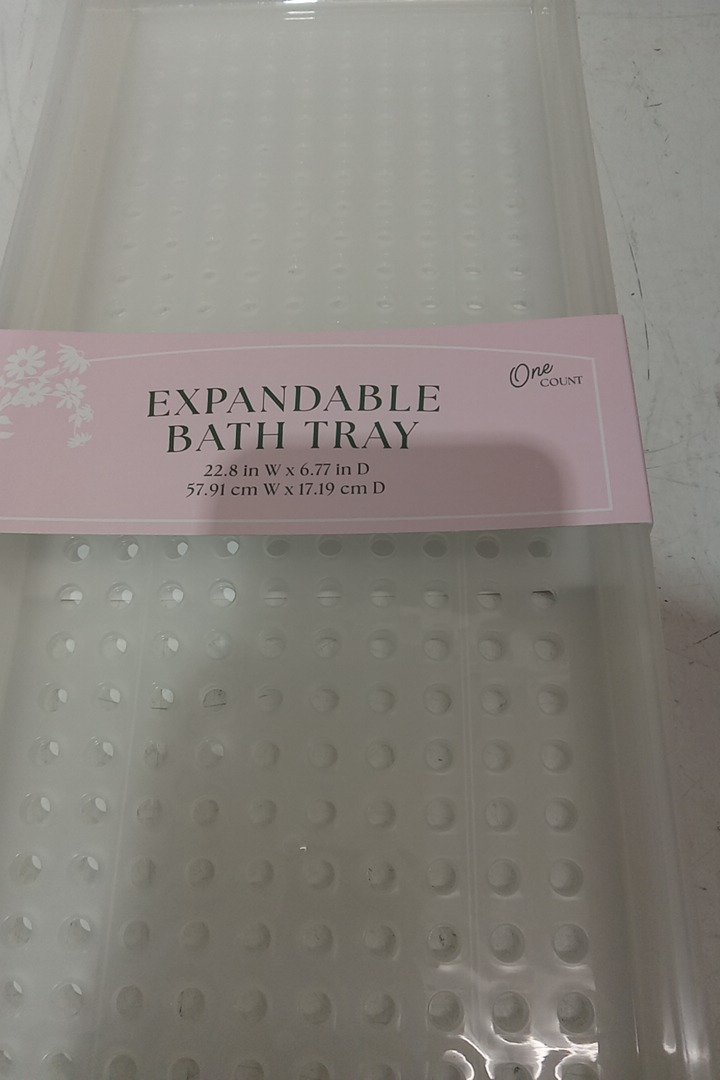 One
COUNT
EXPANDABLE
BATH TRAY
22.8 in W x 6.77 in D
57.91 cm W x 17.19 cm D